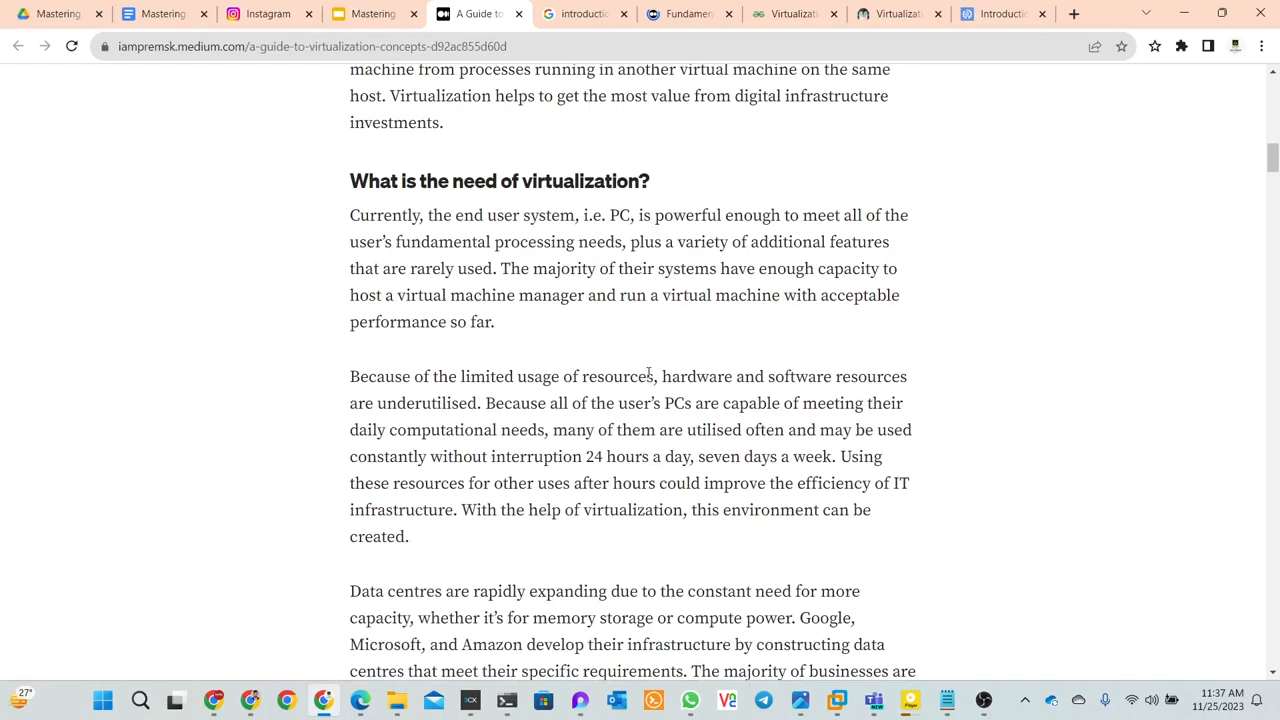 Mastering
Mastering
Instagram
Mastering
A Guide to
introductio
Fundamen
Virtualizati
Virtualizat
Introductio
iampremsk.medium.com/a-guide-to-virtualization-concepts-d92ac855d60d
machine from processes running in another virtual machine on the same
host. Virtualization helps to get the most value from digital infrastructure
investments.
What is the need of virtualization?
Currently, the end user system, i.e. PC, is powerful enough to meet all of the
user’s fundamental processing needs, plus a variety of additional features
that are rarely used. The majority of their systems have enough capacity to
host a virtual machine manager and run a virtual machine with acceptable
performance so far.
Because of the limited usage of resources, hardware and software resources
are underutilised. Because all of the user’s PCs are capable of meeting their
daily computational needs, many of them are utilised often and may be used
constantly without interruption 24 hours a day, seven days a week. Using
these resources for other uses after hours could improve the efficiency of IT
infrastructure. With the help of virtualization, this environment can be
created.
Data centres are rapidly expanding due to the constant need for more
capacity, whether it’s for memory storage or compute power. Google,
Microsoft, and Amazon develop their infrastructure by constructing data
centres that meet their specific requirements. The majority of businesses are
27°
11:37 AM
11/25/2023